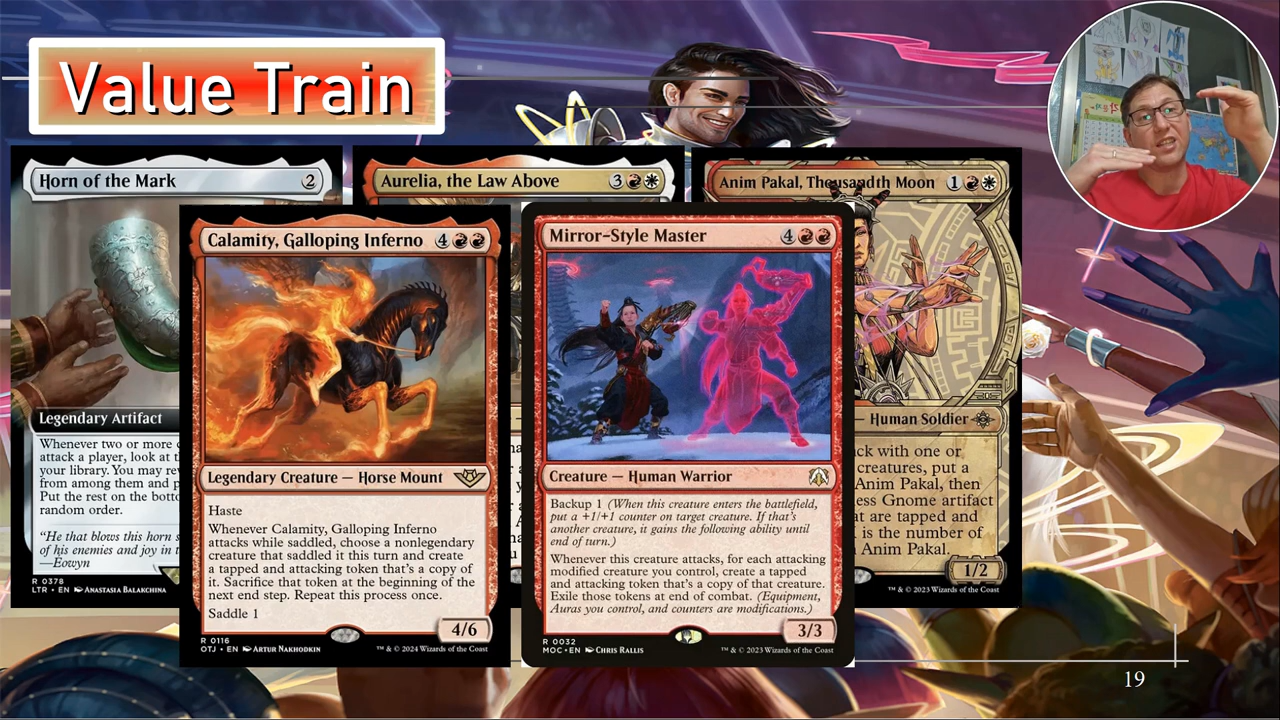 Value Train
Horn of the Mark 2
Legendary Artifact
Whenever two or more
attack a player, look at
your library. You may
from among them and
Put the rest on the
random order.
"He that blows this horn
of his enemies and joy in
—Éowyn
R 0378
LTR • EN Anastasia Balakchina
Aurelia, the Law Above 3
Anim Pakal, Thousandth Moon 1
— Human Soldier
with one or
creatures, put a
Anim Pakal, then
Gnome artifact
are tapped and
is the number of
Anim Pakal.
1/2
™ & © 2023 Wizards of the Coast
Calamity, Galloping Inferno 4
Legendary Creature — Horse Mount
Haste
Whenever Calamity, Galloping Inferno
attacks while saddled, choose a nonlegendary
creature that saddled it this turn and create
a tapped and attacking token that's a copy of
it. Sacrifice that token at the beginning of the
next end step. Repeat this process once.
Saddle 1
4/6
R 0116
OTJ • EN Artur Nakhodkin
™ & © 2024 Wizards of the Coast
Mirror-Style Master 4
Creature — Human Warrior
Backup 1 (When this creature enters the battlefield,
put a +1/+1 counter on target creature. If that's
another creature, it gains the following ability until
end of turn.)
Whenever this creature attacks, for each attacking
modified creature you control, create a tapped
and attacking token that's a copy of that creature.
Exile those tokens at end of combat. (Equipment,
Auras you control, and counters are modifications.)
3/3
R 0032
MOC • EN Chris Rallis
™ & © 2023 Wizards of the Coast
19